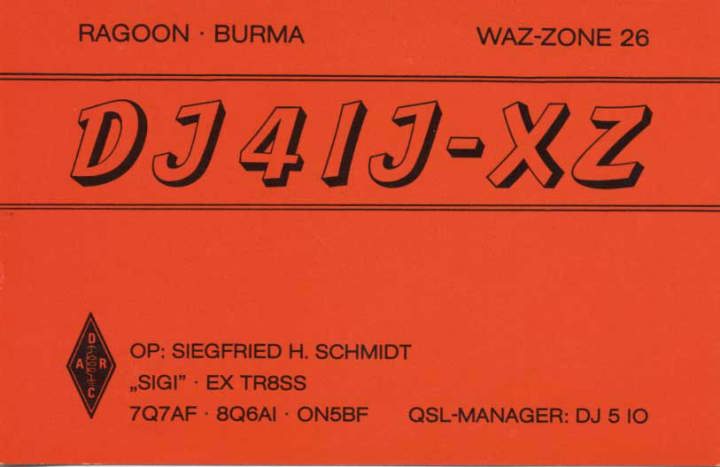 RAGOON · BURMA WAZ-ZONE 26
DJ4IJ-XZ
D
A R
C
OP: SIEGFRIED H. SCHMIDT
„SIGI” · EX TR8SS
7Q7AF · 8Q6AI · ON5BF QSL-MANAGER: DJ 5 IO